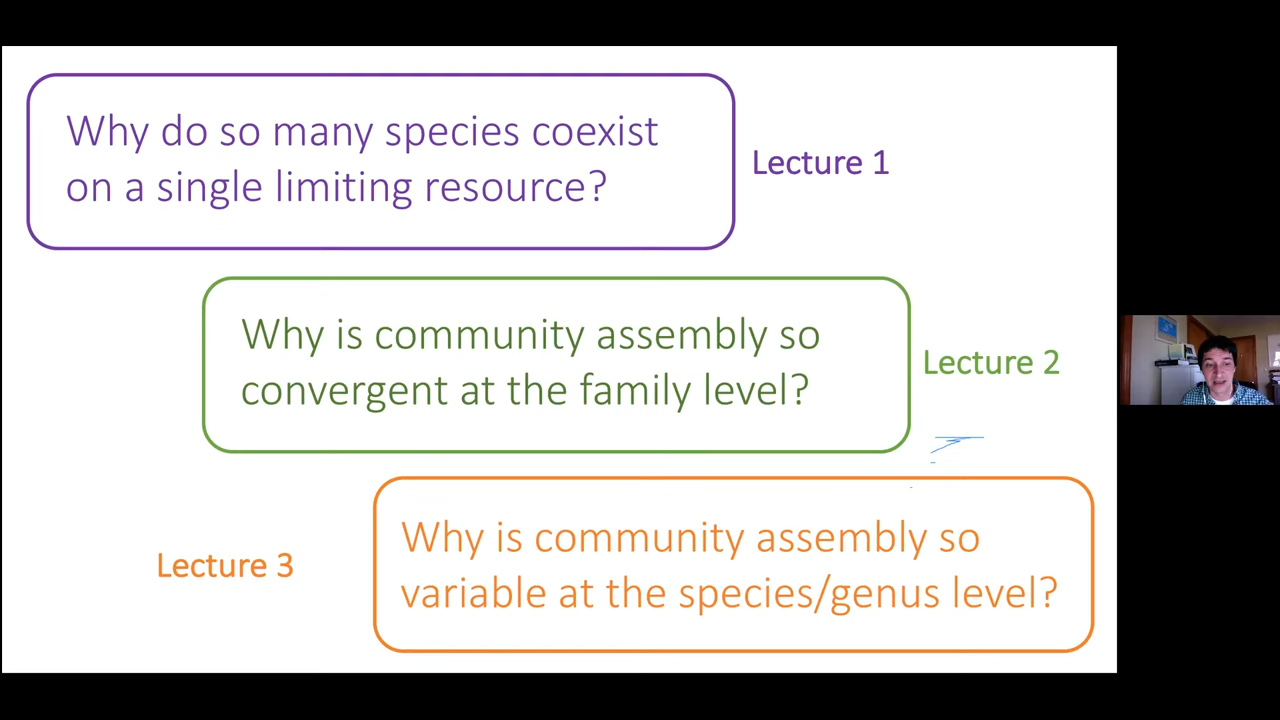 Why do so many species coexist
on a single limiting resource?
Lecture 1
Why is community assembly so
convergent at the family level?
Lecture 2
Lecture 3
Why is community assembly so
variable at the species/genus level?